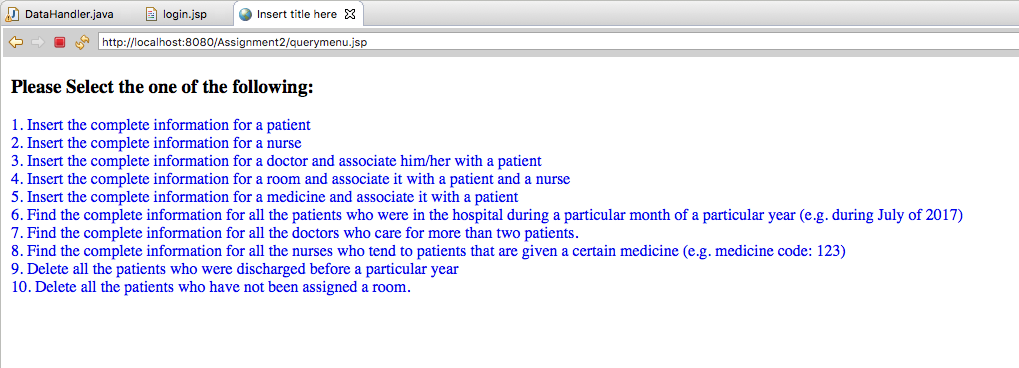 DataHandler.java
login.jsp
Insert title here
http://localhost:8080/Assignment2/querymenu.jsp
Please Select the one of the following:
1. Insert the complete information for a patient
2. Insert the complete information for a nurse
3. Insert the complete information for a doctor and associate him/her with a patient
4. Insert the complete information for a room and associate it with a patient and a nurse
5. Insert the complete information for a medicine and associate it with a patient
6. Find the complete information for all the patients who were in the hospital during a particular month of a particular year (e.g. during July of 2017)
7. Find the complete information for all the doctors who care for more than two patients.
8. Find the complete information for all the nurses who tend to patients that are given a certain medicine (e.g. medicine code: 123)
9. Delete all the patients who were discharged before a particular year
10. Delete all the patients who have not been assigned a room.